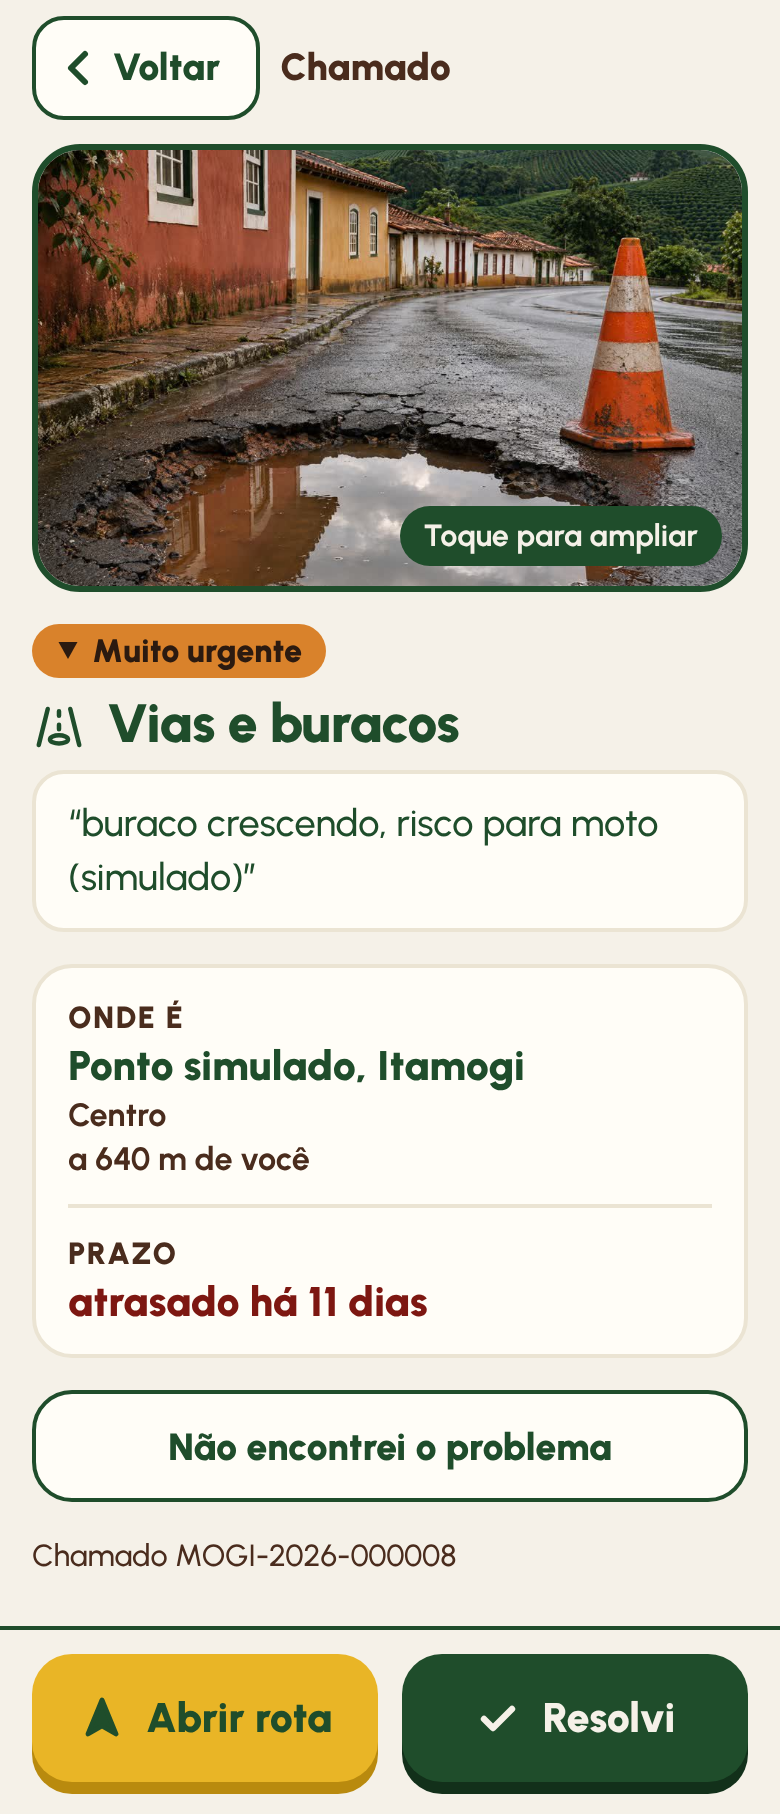 Voltar
Chamado
Toque para ampliar
Muito urgente
Vias e buracos
“buraco crescendo, risco para moto
(simulado)”
ONDE É
Ponto simulado, Itamogi
Centro
a 640 m de você
PRAZO
atrasado há 11 dias
Não encontrei o problema
Chamado MOGI-2026-000008
Abrir rota
Resolvi